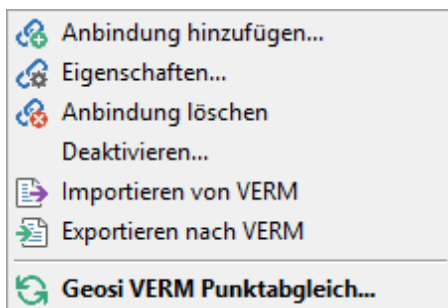 Anbindung hinzufügen...
Eigenschaften...
Anbindung löschen
Deaktivieren...
Importieren von VERM
Exportieren nach VERM
Geosi VERM Punktabgleich...